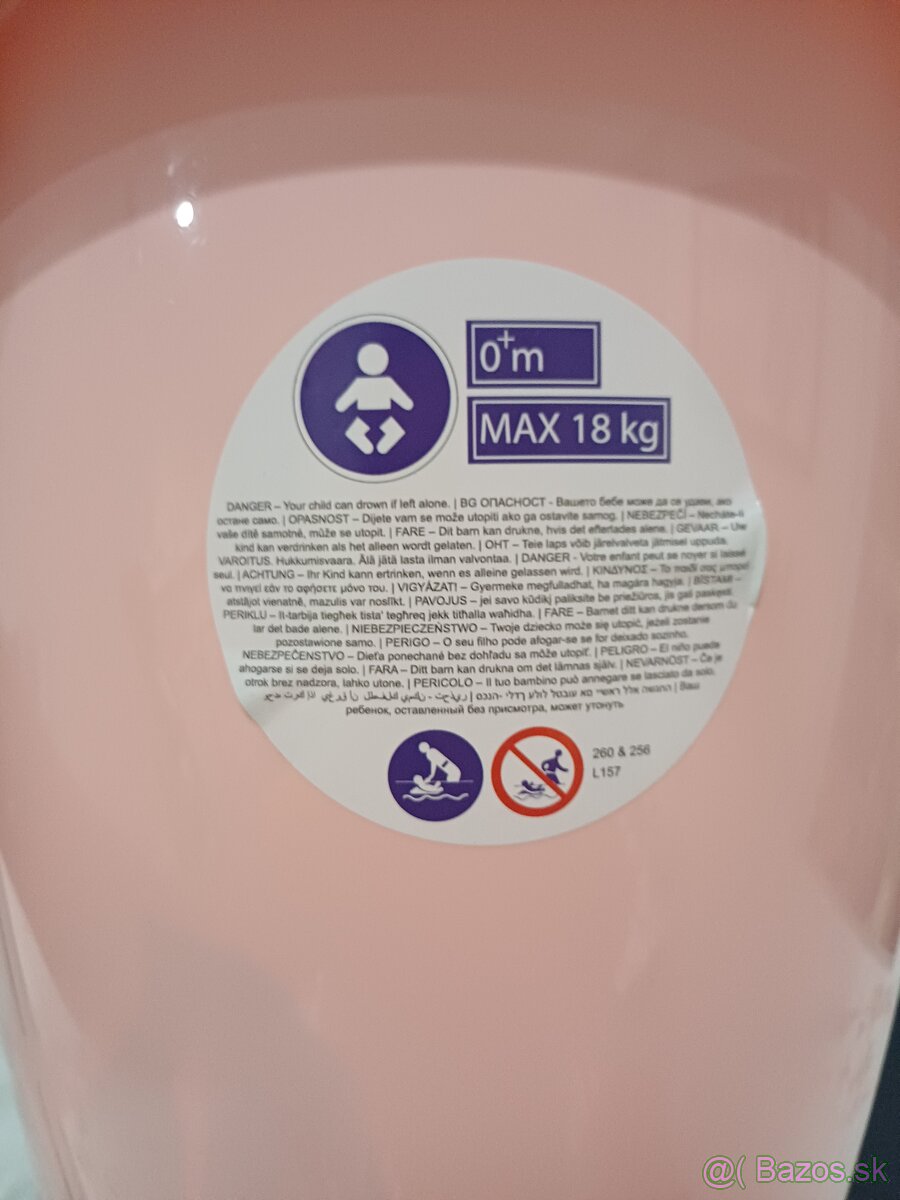 0+m
MAX 18 kg
DANGER – Your child can drown if left alone. | BG ОПАСНОСТ - Вашето бебе може да се удави, ако
остане само. | OPASNOST – Dijete vam se može utopiti ako ga ostavite samog. | NEBEZPEČÍ – Necháte-li
vaše dítě samotné, může se utopit. | FARE – Dit barn kan drukne, hvis det efterlades alene. | GEVAAR – Uw
kind kan verdrinken als het alleen wordt gelaten. | OHT – Teie laps võib järelvalveta jätmisel uppuda.
VAROITUS. Hukkumisvaara. Älä jätä lasta ilman valvontaa. | DANGER - Votre enfant peut se noyer si laissé
seul. | ACHTUNG – Ihr Kind kann ertrinken, wenn es alleine gelassen wird. | ΚΙΝΔΥΝΟΣ – Το παιδί σας μπορεί
να πνιγεί εάν το αφήσετε μόνο του. | VIGYÁZAT! – Gyermeke megfulladhat, ha magára hagyja. | BĪSTAMI –
atstājot vienatnē, mazulis var noslīkt. | PAVOJUS – jei savo kūdikį paliksite be priežiūros, jis gali paskęsti.
PERIKLU – It-tarbija tiegħek tista' tegħreq jekk titħalla waħidha. | FARE – Barnet ditt kan drukne dersom du
lar det bade alene. | NIEBEZPIECZEŃSTWO – Twoje dziecko może się utopić, jeżeli zostanie
pozostawione samo. | PERIGO – O seu filho pode afogar-se se for deixado sozinho.
NEBEZPEČENSTVO – Dieťa ponechané bez dohľadu sa môže utopiť. | PELIGRO – El niño puede
ahogarse si se deja solo. | FARA – Ditt barn kan drukna om det lämnas själv. | NEVARNOST – Če je
otrok brez nadzora, lahko utone. | PERICOLO – Il tuo bambino può annegare se lasciato da solo.
| Ваш
ребенок, оставленный без присмотра, может утонуть
260 & 256
L157
@( Bazos.sk